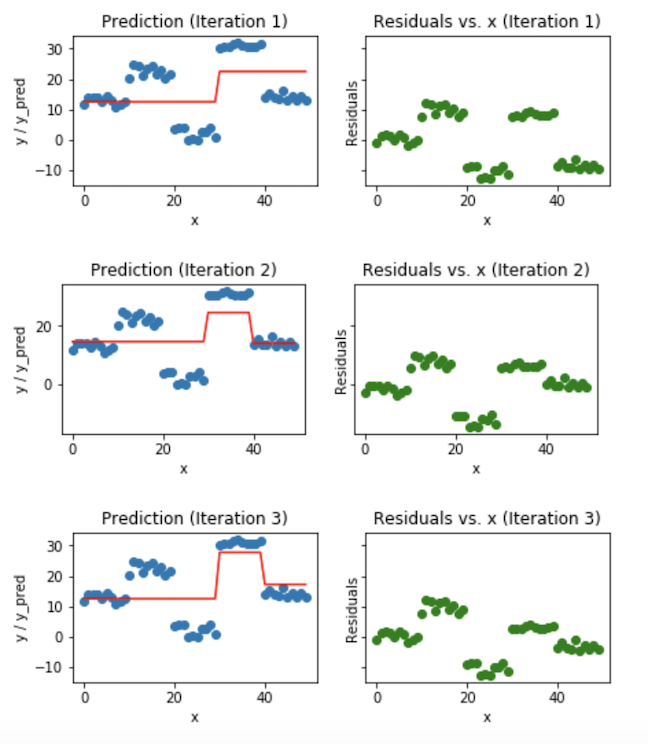 Prediction (Iteration 1)
Residuals vs. x (Iteration 1)
y / y_pred
30
20
10
0
−10
0
20
40
x
Residuals
0
20
40
x
Prediction (Iteration 2)
Residuals vs. x (Iteration 2)
y / y_pred
20
0
0
20
40
x
Residuals
0
20
40
x
Prediction (Iteration 3)
Residuals vs. x (Iteration 3)
y / y_pred
30
20
10
0
−10
0
20
40
x
Residuals
0
20
40
x